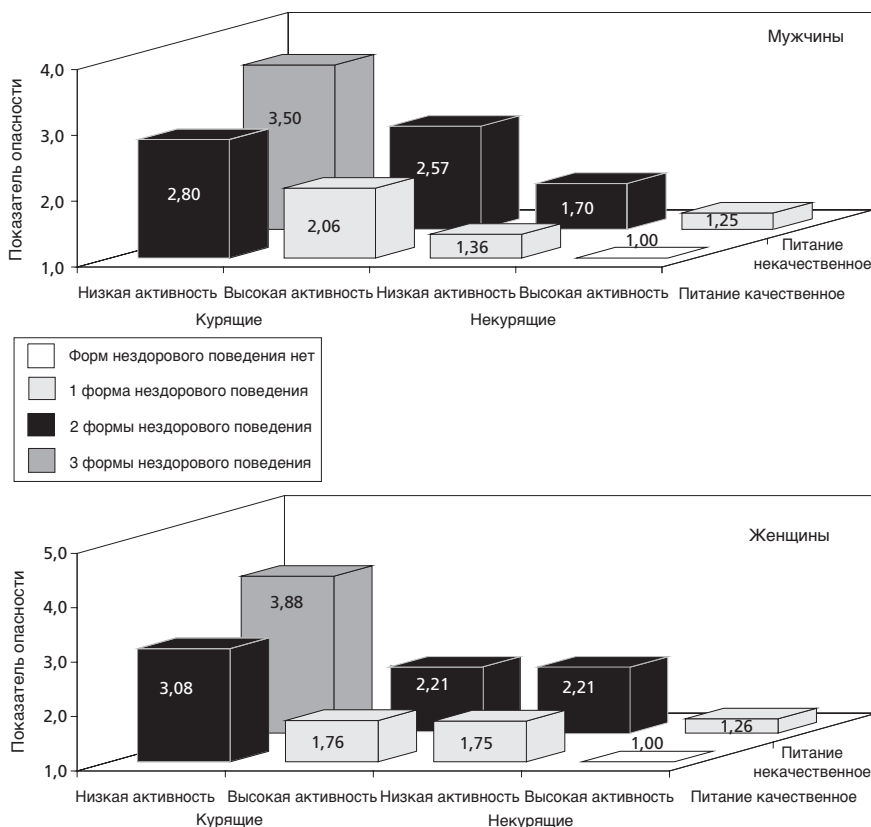 Мужчины
Показатель опасности
4,0
3,0
2,0
1,0
3,50
2,80
2,57
2,06
1,70
1,36
1,25
1,00
Питание
некачественное
Низкая активность Высокая активность Низкая активность Высокая активность Питание качественное
Курящие Некурящие
Форм нездорового поведения нет
1 форма нездорового поведения
2 формы нездорового поведения
3 формы нездорового поведения
Женщины
Показатель опасности
5,0
4,0
3,0
2,0
1,0
3,88
3,08
2,21
2,21
1,76
1,75
1,26
1,00
Питание
некачественное
Низкая активность Высокая активность Низкая активность Высокая активность Питание качественное
Курящие Некурящие